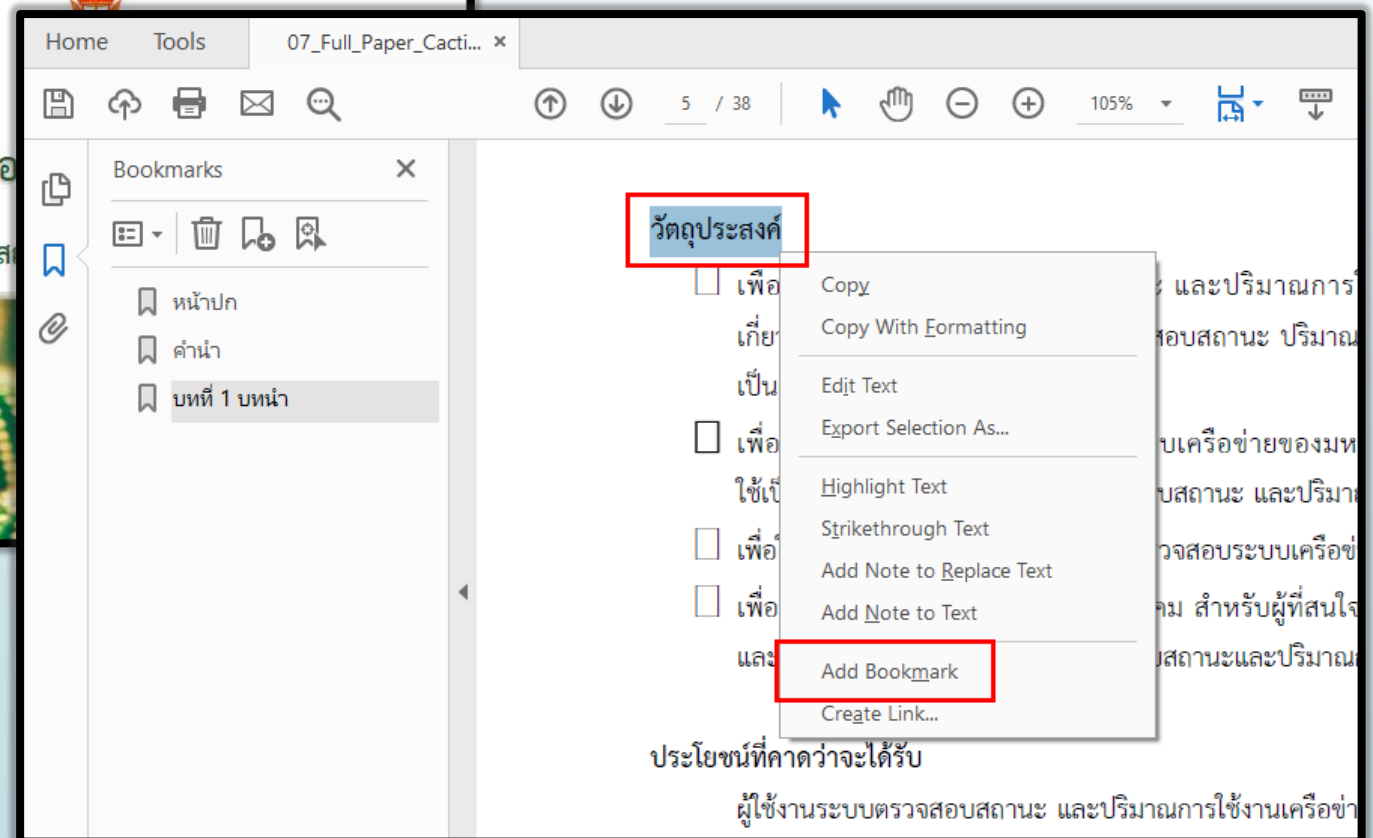 Home Tools 07_Full_Paper_Cacti... ×
5 / 38 105%
Bookmarks
หน้าปก
คำนำ
บทที่ 1 บทนำ
วัตถุประสงค์
เพื่อ และปริมาณการ
เกี่ย สอบสถานะ ปริมาณ
เป็น
เพื่อ บเครือข่ายของมห
ใช้เป็ บสถานะ และปริมา
เพื่อ วจสอบระบบเครือข่
เพื่อ คม สำหรับผู้ที่สนใจ
และ สถานะและปริมาณ
Copy
Copy With Formatting
Edit Text
Export Selection As...
Highlight Text
Strikethrough Text
Add Note to Replace Text
Add Note to Text
Add Bookmark
Create Link...
ประโยชน์ที่คาดว่าจะได้รับ
ผู้ใช้งานระบบตรวจสอบสถานะ และปริมาณการใช้งานเครือข่า